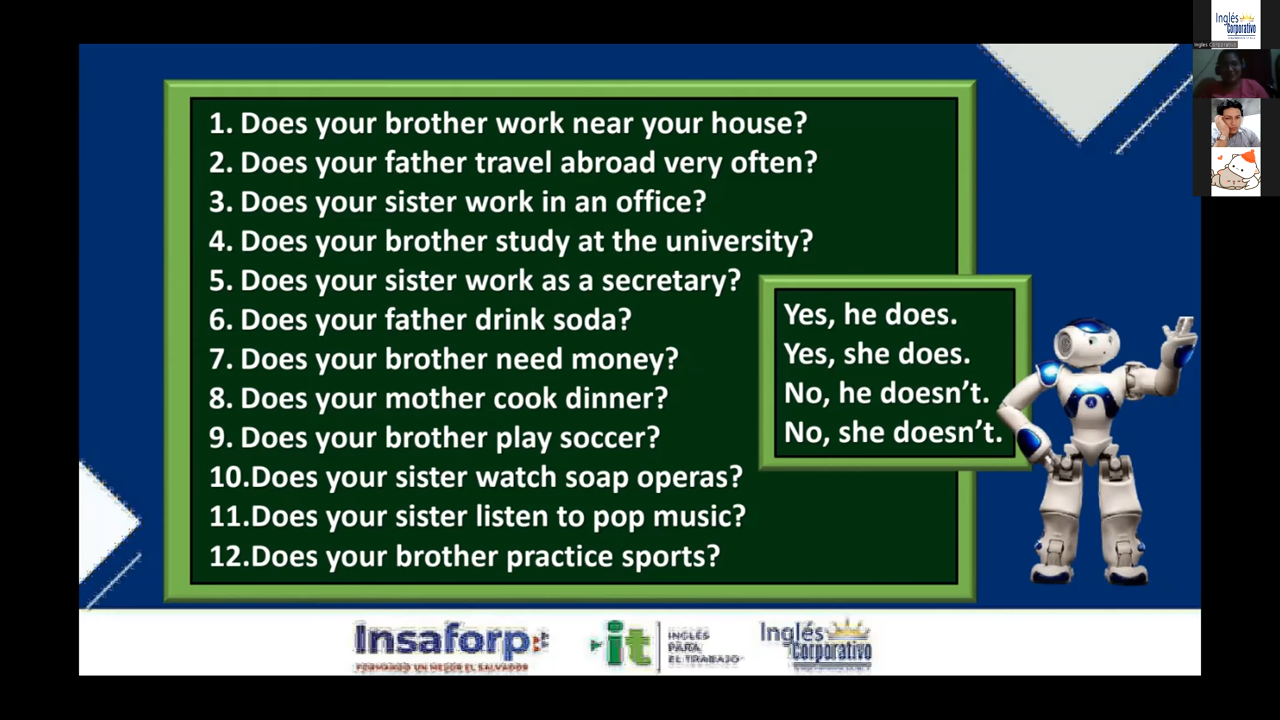 1. Does your brother work near your house?
2. Does your father travel abroad very often?
3. Does your sister work in an office?
4. Does your brother study at the university?
5. Does your sister work as a secretary?
6. Does your father drink soda?
7. Does your brother need money?
8. Does your mother cook dinner?
9. Does your brother play soccer?
10.Does your sister watch soap operas?
11.Does your sister listen to pop music?
12.Does your brother practice sports?
Yes, he does.
Yes, she does.
No, he doesn't.
No, she doesn't.
Insaforp
FORMANDO UN MEJOR EL SALVADOR
it
INGLÉS
PARA
EL TRABAJO
Inglés
Corporativo
Inglés
Corporativo
Ingles Corporativo